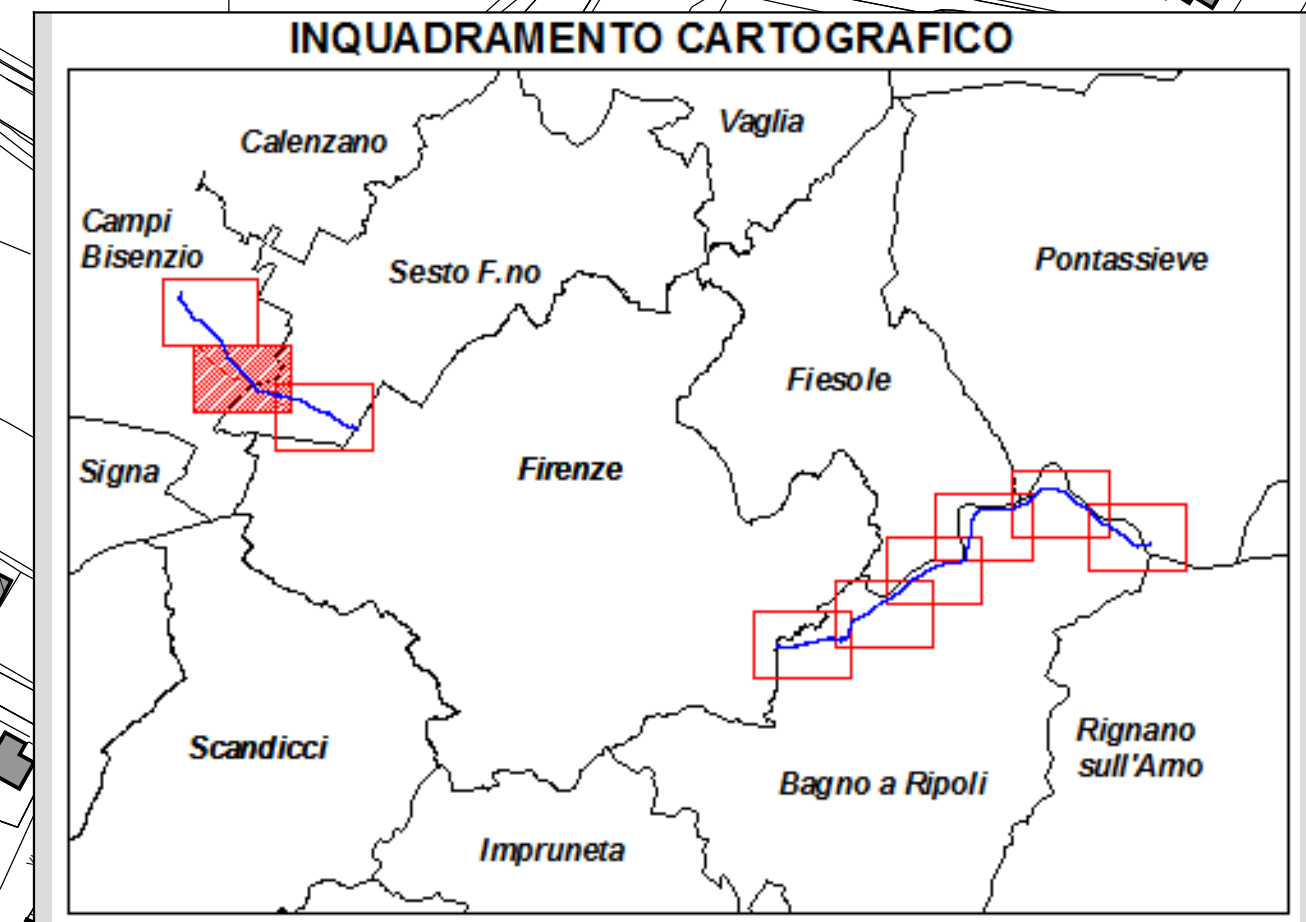 INQUADRAMENTO CARTOGRAFICO
Vaglia
Calenzano
Campi
Bisenzio
Sesto F.no
Pontassieve
Fiesole
Signa
Firenze
Scandicci
Rignano
sull'Arno
Bagno a Ripoli
Impruneta